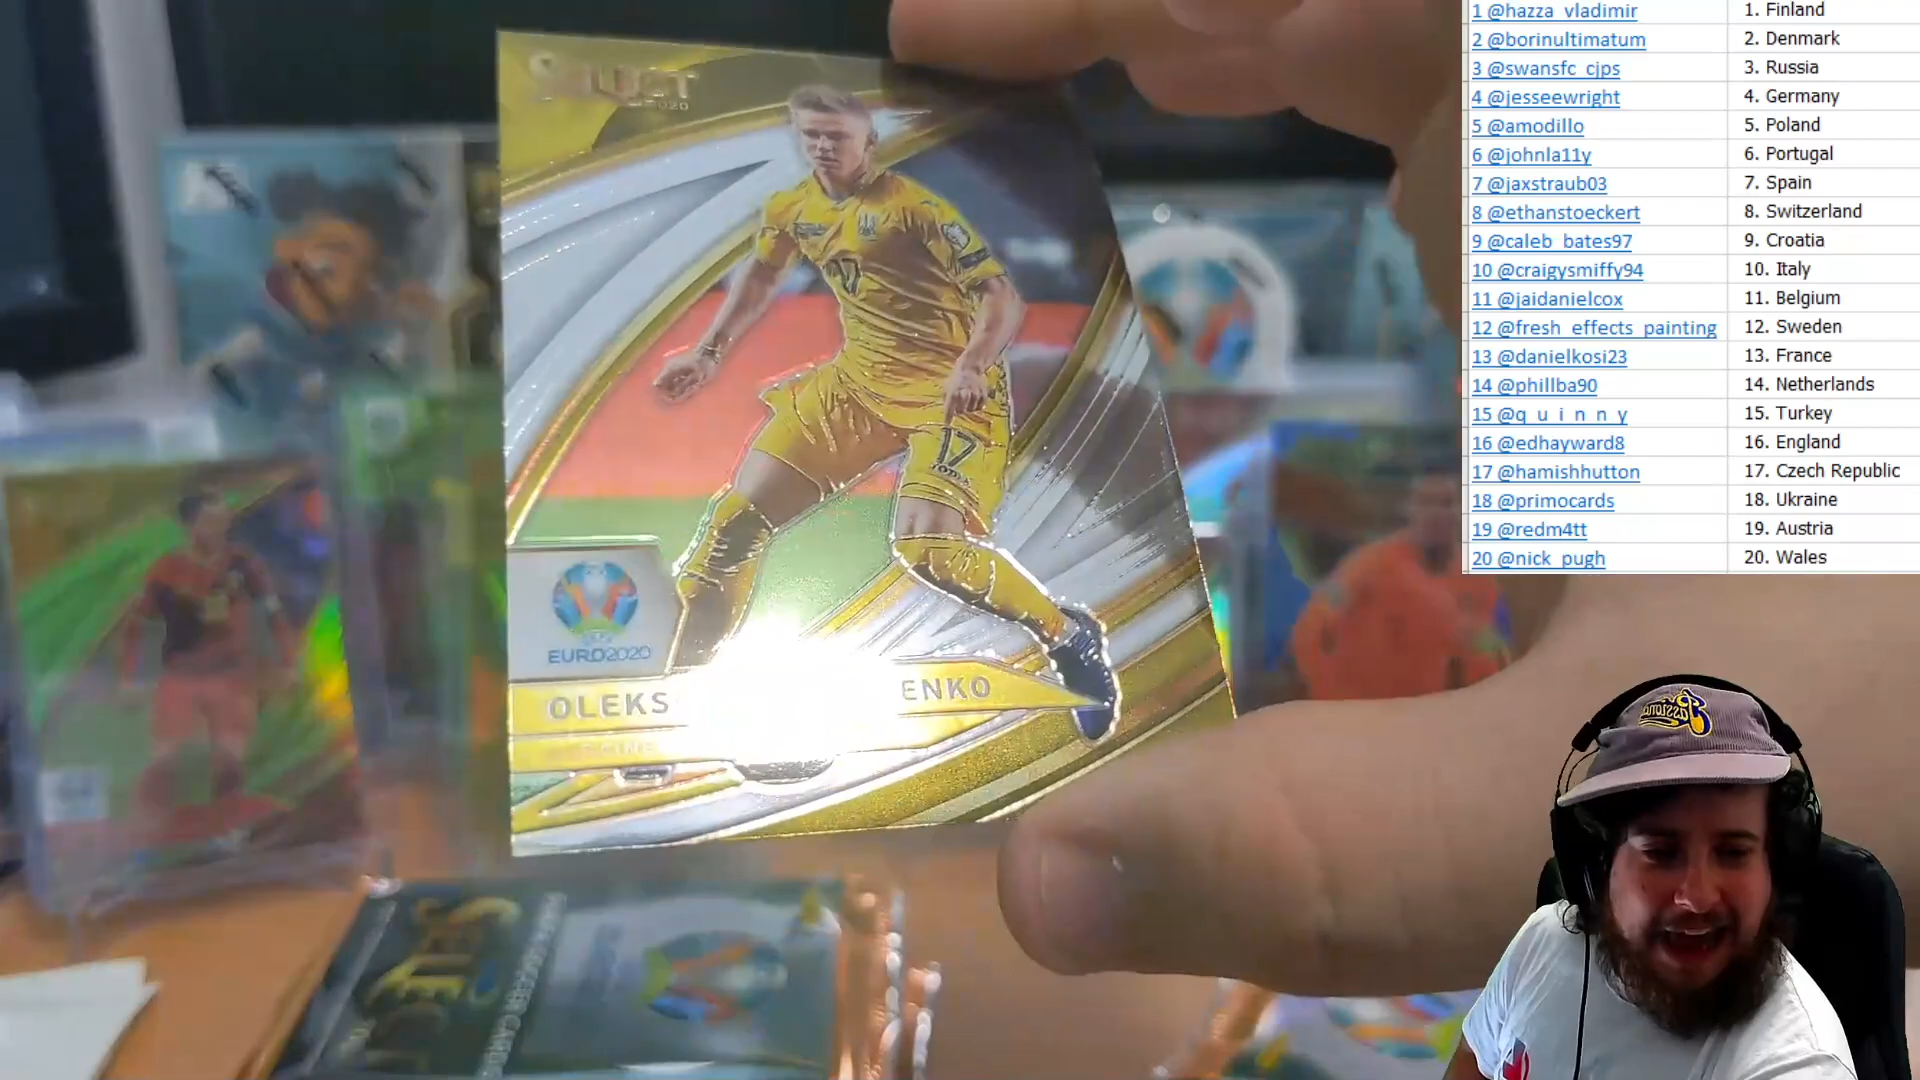 SELECT
2020
17
17
EURO2020
OLEKS ENKO
SELECT
1 @hazza_vladimir 1. Finland
2 @borinultimatum 2. Denmark
3 @swansfc_cjps 3. Russia
4 @jesseewright 4. Germany
5 @amodillo 5. Poland
6 @johnla11y 6. Portugal
7 @jaxstraub03 7. Spain
8 @ethanstoeckert 8. Switzerland
9 @caleb_bates97 9. Croatia
10 @craigysmiffy94 10. Italy
11 @jaidanielcox 11. Belgium
12 @fresh_effects_painting 12. Sweden
13 @danielkosi23 13. France
14 @phillba90 14. Netherlands
15 @q_u_i_n_n_y 15. Turkey
16 @edhayward8 16. England
17 @hamishhutton 17. Czech Republic
18 @primocards 18. Ukraine
19 @redm4tt 19. Austria
20 @nick_pugh 20. Wales